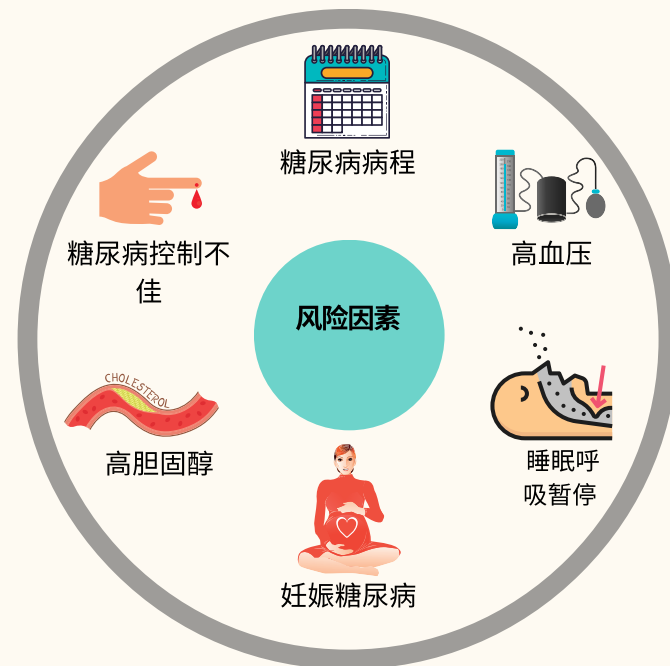 糖尿病病程
高血压
糖尿病控制不
佳
风险因素
CHOLESTEROL
高胆固醇
睡眠呼
吸暂停
妊娠糖尿病